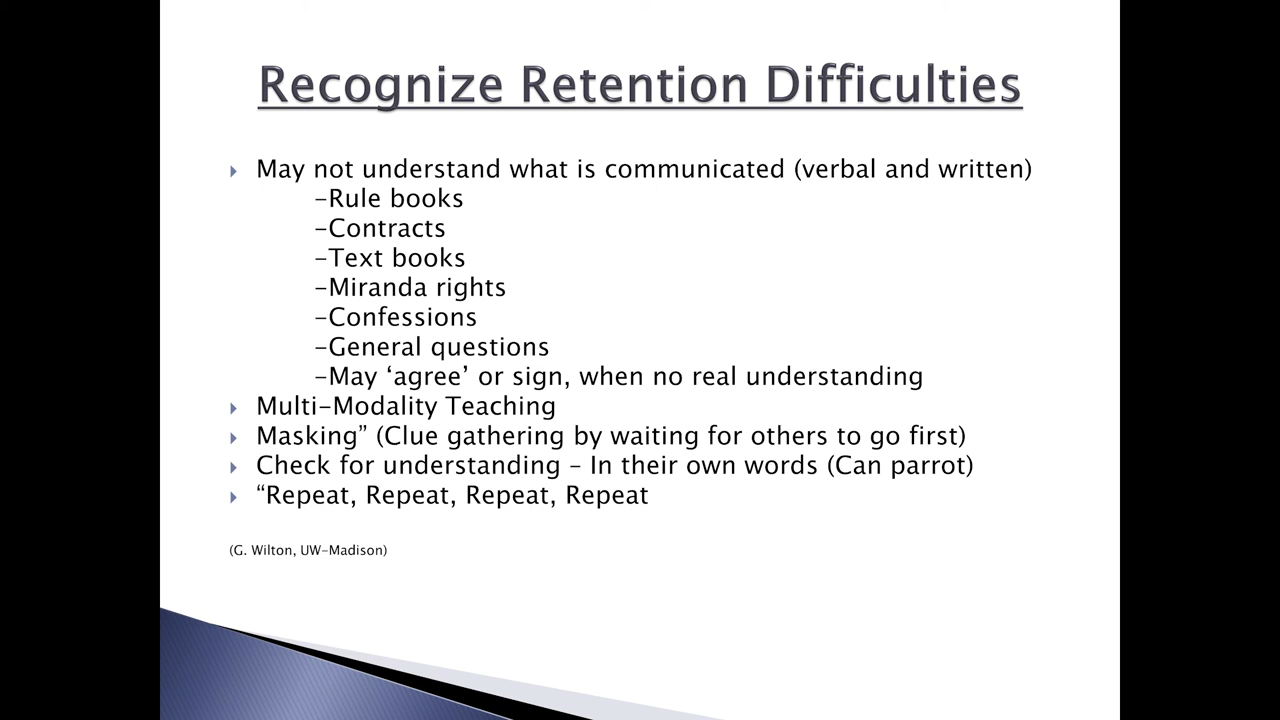 Recognize Retention Difficulties
May not understand what is communicated (verbal and written)
-Rule books
-Contracts
-Text books
-Miranda rights
-Confessions
-General questions
-May ‘agree’ or sign, when no real understanding
Multi-Modality Teaching
Masking” (Clue gathering by waiting for others to go first)
Check for understanding – In their own words (Can parrot)
“Repeat, Repeat, Repeat, Repeat
(G. Wilton, UW-Madison)